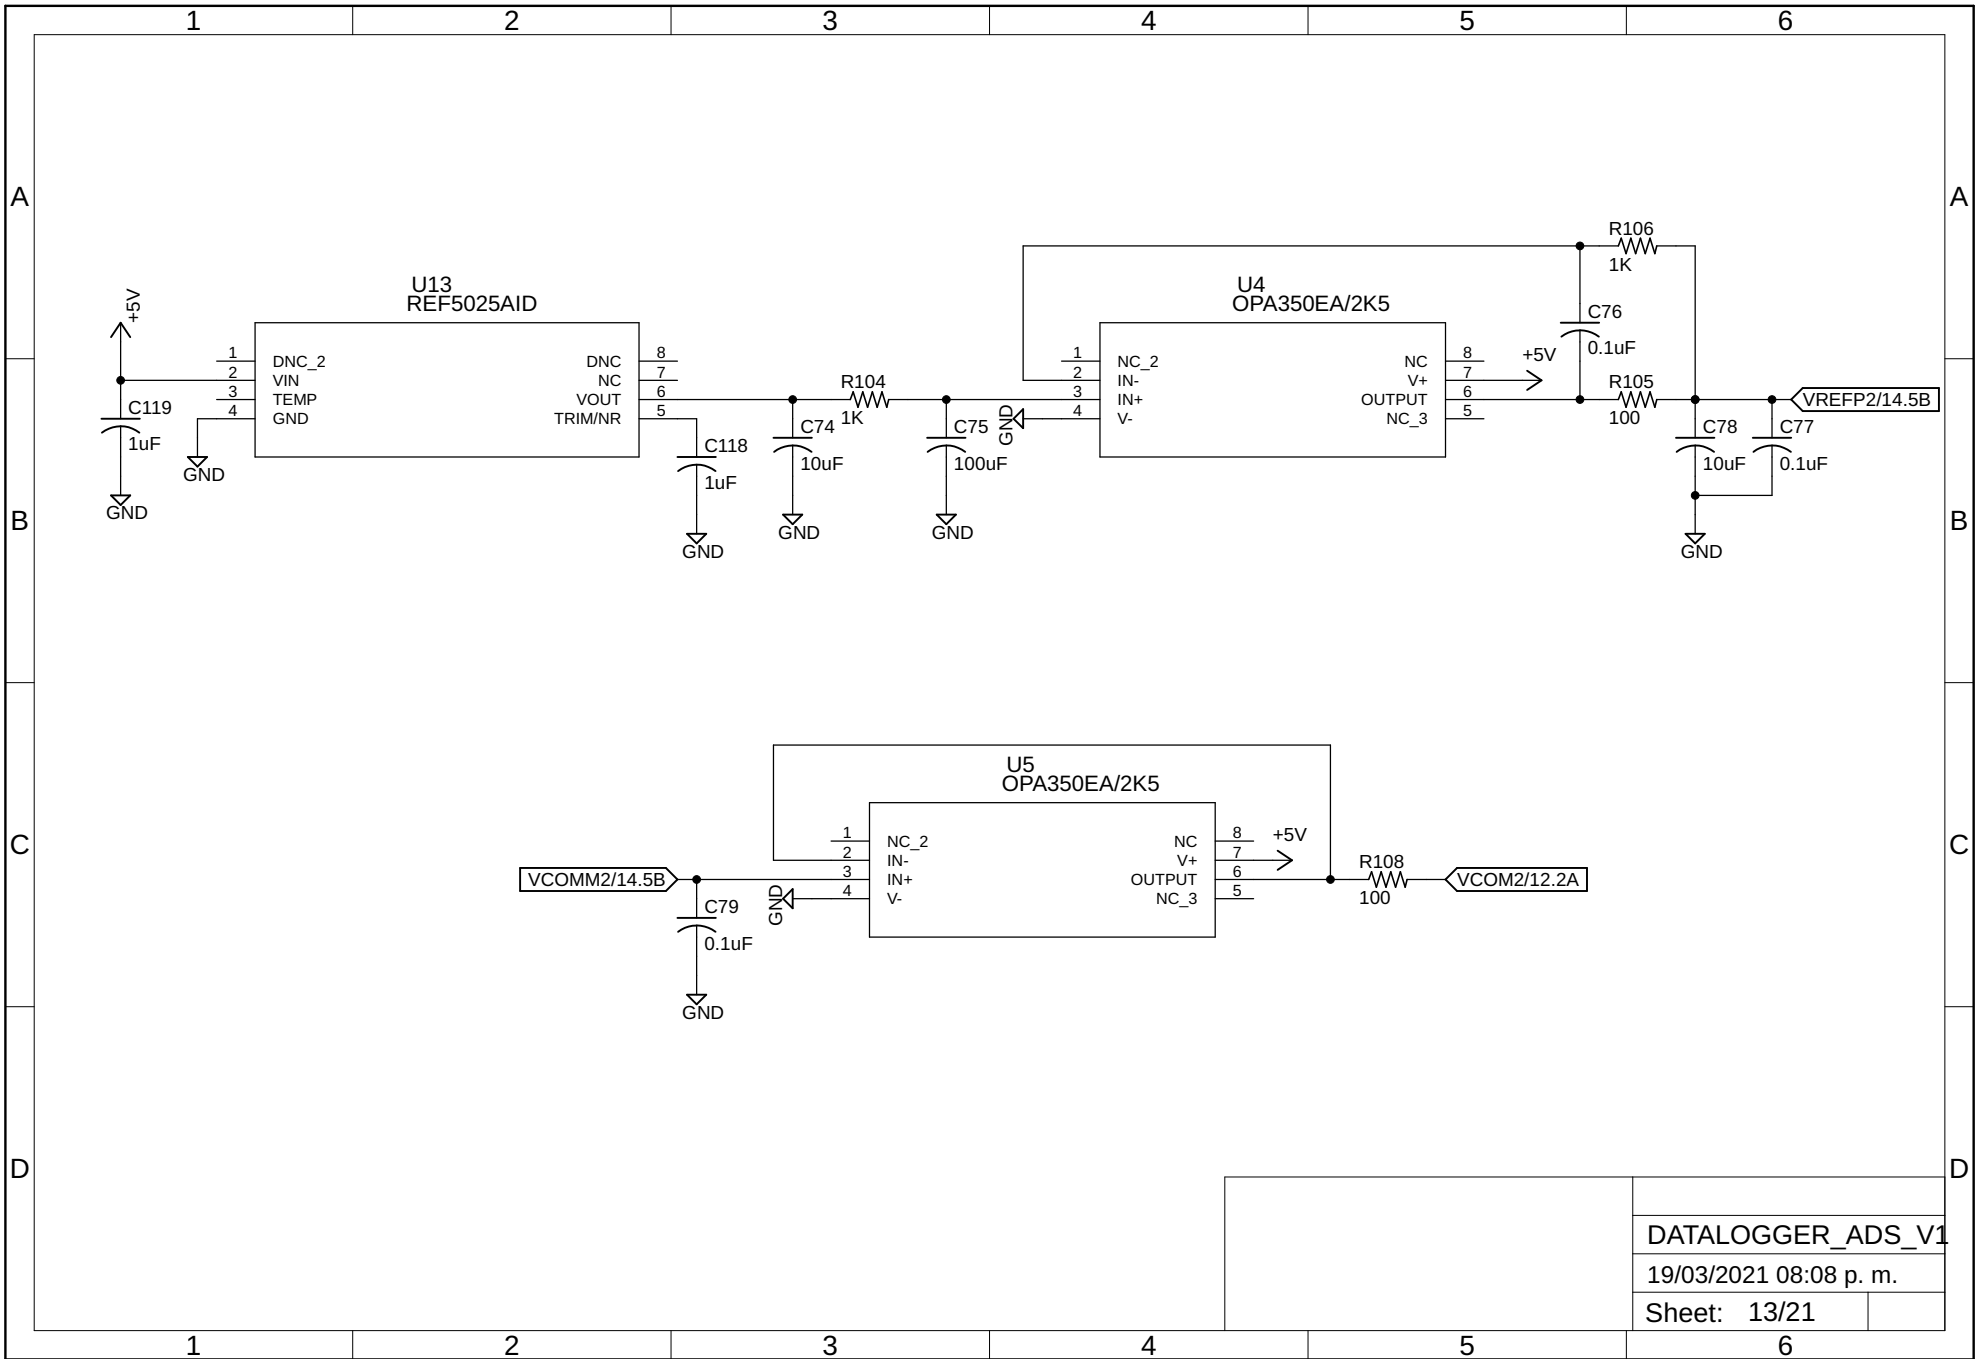 1 2 3 4 5 6
A A
R106
1K
U13
REF5025AID
U4
OPA350EA/2K5
+5V
C76
0.1uF
1 DNC_2 DNC 8
2 VIN NC 7
3 TEMP VOUT 6
4 GND TRIM/NR 5
C119
1uF
GND
GND
C118
1uF
GND
R104
1K
C74
10uF
GND
C75
100uF
GND
GND
1 NC_2 NC 8
2 IN- V+ 7
3 IN+ OUTPUT 6
4 V- NC_3 5
+5V
R105
100
VREFP2/14.5B
C78
10uF
C77
0.1uF
GND
B B
U5
OPA350EA/2K5
1 NC_2 NC 8
2 IN- V+ 7
3 IN+ OUTPUT 6
4 V- NC_3 5
+5V
VCOMM2/14.5B
C79
0.1uF
GND
GND
R108
100
VCOM2/12.2A
C C
D D
DATALOGGER_ADS_V1
19/03/2021 08:08 p. m.
Sheet: 13/21
1 2 3 4 5 6